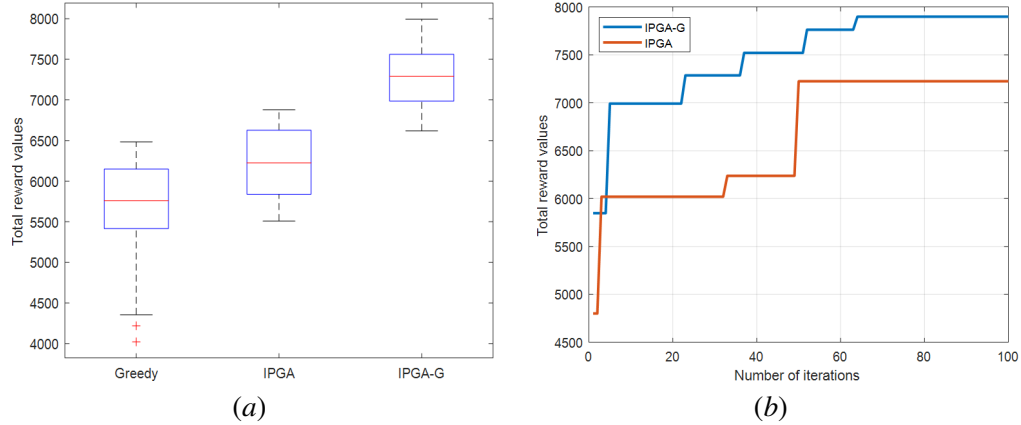 Total reward values
8000
7500
7000
6500
6000
5500
5000
4500
4000
Greedy
IPGA
IPGA-G
(a)
Total reward values
8000
7500
7000
6500
6000
5500
5000
4500
IPGA-G
IPGA
0
20
40
60
80
100
Number of iterations
(b)